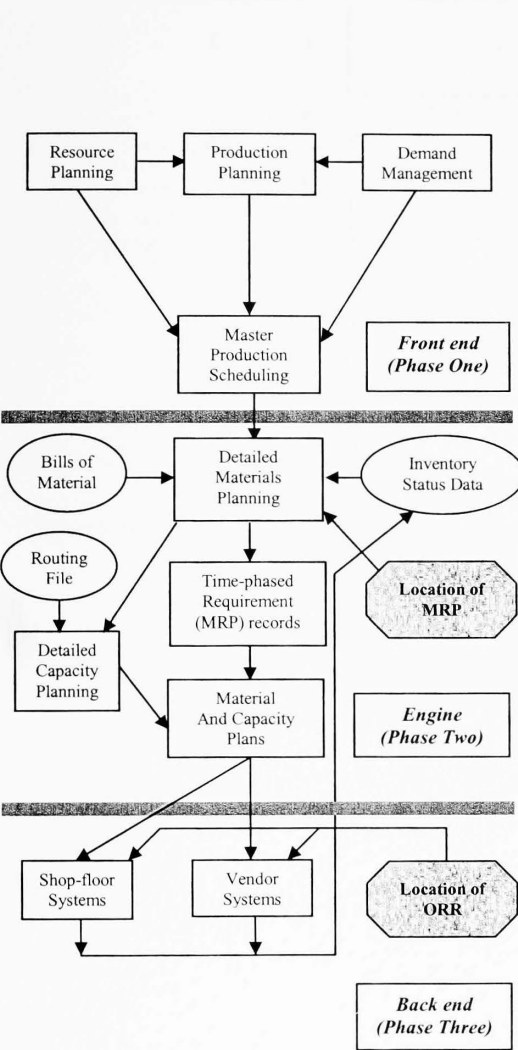 Resource
Planning
Production
Planning
Demand
Management
Master
Production
Scheduling
Front end
(Phase One)
Bills of
Material
Detailed
Materials
Planning
Inventory
Status Data
Routing
File
Time-phased
Requirement
(MRP) records
Location of
MRP
Detailed
Capacity
Planning
Material
And Capacity
Plans
Engine
(Phase Two)
Shop-floor
Systems
Vendor
Systems
Location of
ORR
Back end
(Phase Three)